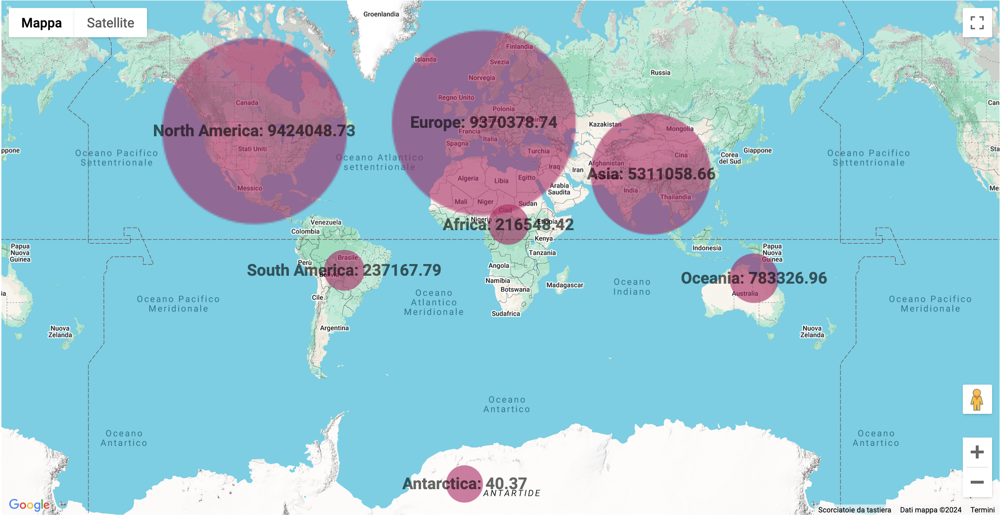 Mappa
Satellite
Groenlandia
Islanda
Finlandia
Svezia
Norvegia
Russia
Regno Unito
Polonia
Canada
Can
Europe: 9370378.74
Germania
Ucraina
North America: 9424048.73
Francia
Italia
Spagna
Kazakistan
Mongolia
Stati Uniti
Sta
ppone
Oceano Pacifico
Settentrionale
Oceano Atlantico
settentrionale
Turchia
Cina
Corea
del Sud
Giappone
Oceano Pacifico
Settentrionale
Iraq
Iran
Afghanistan
Asia: 5311058.66
Pakistan
Algeria
Libia
Egitto
Arabia
Saudita
Messico
Me
India
Thailandia
Mali
Niger
Sudan
Ciad
Nigeria
Etiopia
Africa: 216548.42
Venezuela
Colombia
Kenya
Papua
Nuova
Guinea
Indonesia
Papua
Nuova
Guinea
Tanzania
Brasile
Perù
South America: 237167.79
Bolivia
Angola
Namibia
Botswana
Madagascar
Oceano
Indiano
Oceania: 783326.96
Australia
ia
Cile
Oceano Pacifico
Meridionale
Oceano
Atlantico
Meridionale
Oceano Pacifico
Meridionale
Sudafrica
Argentina
Nuova
Zelanda
Nuova
Zelanda
Oceano
Antartico
Oceano
Antartico
Oceano
Antartico
Antarctica: 40.37
ANTARTIDE
Google
Scorciatoie da tastiera
Dati mappa ©2024
Termini